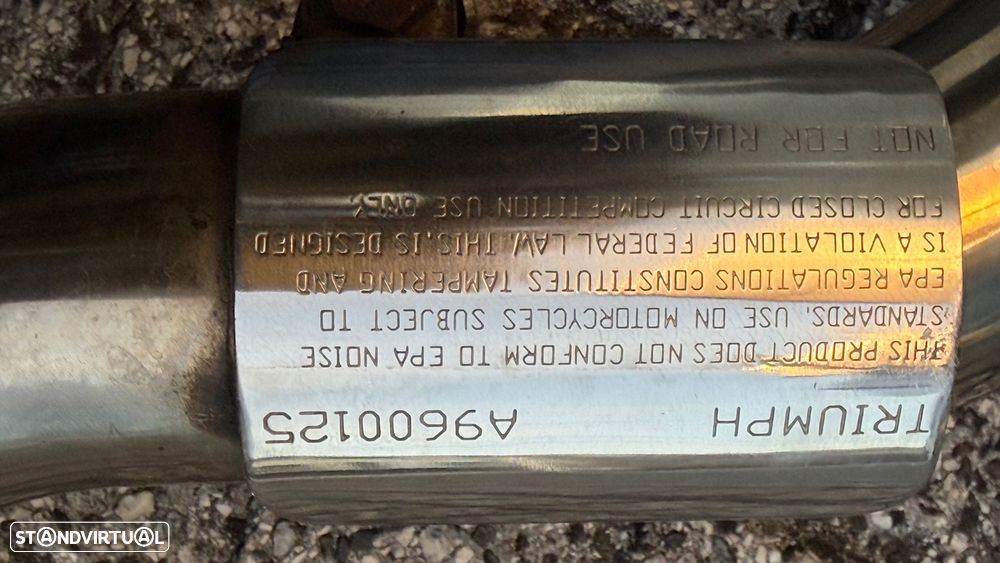 TRIUMPH A9600125
THIS PRODUCT DOES NOT CONFORM TO EPA NOISE
STANDARDS. USE ON MOTORCYCLES SUBJECT TO
EPA REGULATIONS CONSTITUTES TAMPERING AND
IS A VIOLATION OF FEDERAL LAW. THIS.IS DESIGNED
FOR CLOSED CIRCUIT COMPETITION USE ONLY
NOT FOR ROAD USE
STANDVIRTUAL